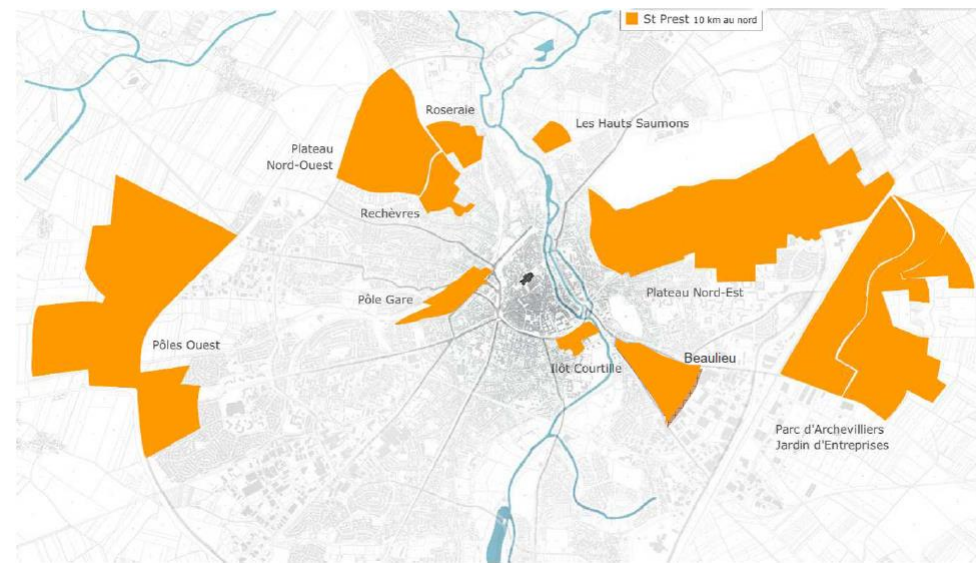 St Prest 10 km au nord
Roseraie
Les Hauts Saumons
Plateau
Nord-Ouest
Rechèvres
Pôle Gare
Plateau Nord-Est
Pôles Ouest
Ilôt Courtille
Beaulieu
Parc d'Archevilliers
Jardin d'Entreprises